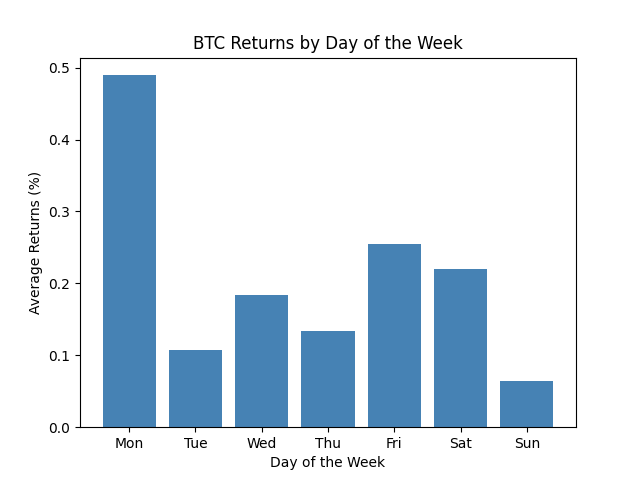 BTC Returns by Day of the Week
Average Returns (%)
0.5
0.4
0.3
0.2
0.1
0.0
Mon Tue Wed Thu Fri Sat Sun
Day of the Week